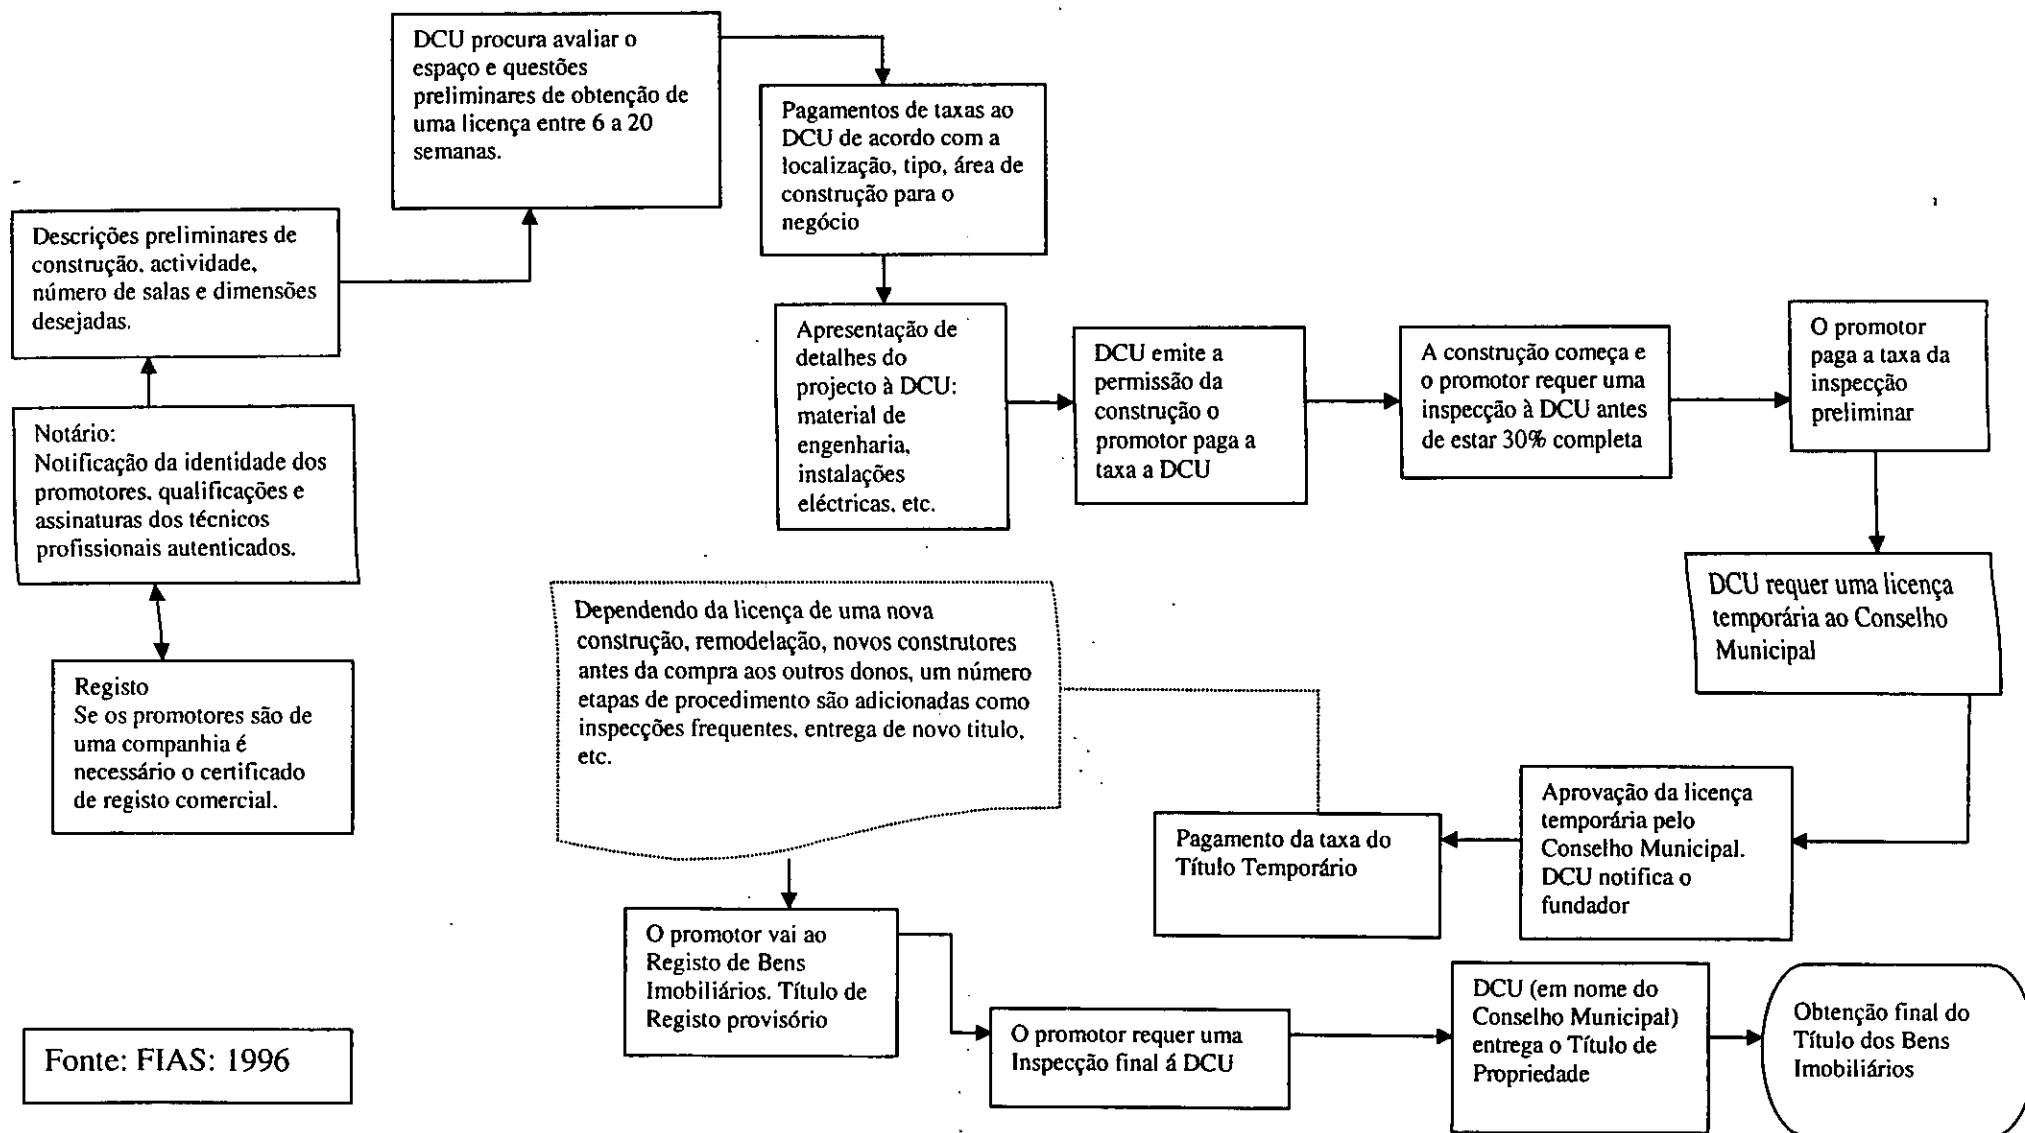 DCU procura avaliar o
espaço e questões
preliminares de obtenção de
uma licença entre 6 a 20
semanas.
Pagamentos de taxas ao
DCU de acordo com a
localização, tipo, área de
construção para o
negócio
Descrições preliminares de
construção, actividade,
número de salas e dimensões
desejadas.
Notário:
Notificação da identidade dos
promotores, qualificações e
assinaturas dos técnicos
profissionais autenticados.
Registo
Se os promotores são de
uma companhia é
necessário o certificado
de registo comercial.
Apresentação de
detalhes do
projecto à DCU:
material de
engenharia,
instalações
eléctricas, etc.
DCU emite a
permissão da
construção o
promotor paga a
taxa a DCU
A construção começa e
o promotor requer uma
inspecção à DCU antes
de estar 30% completa
O promotor
paga a taxa da
inspecção
preliminar
DCU requer uma licença
temporária ao Conselho
Municipal
Aprovação da licença
temporária pelo
Conselho Municipal.
DCU notifica o
fundador
Pagamento da taxa do
Título Temporário
Dependendo da licença de uma nova
construção, remodelação, novos construtores
antes da compra aos outros donos, um número
etapas de procedimento são adicionadas como
inspecções frequentes, entrega de novo titulo,
etc.
O promotor vai ao
Registo de Bens
Imobiliários. Título de
Registo provisório
O promotor requer uma
Inspecção final á DCU
DCU (em nome do
Conselho Municipal)
entrega o Título de
Propriedade
Obtenção final do
Título dos Bens
Imobiliários
Fonte: FIAS: 1996